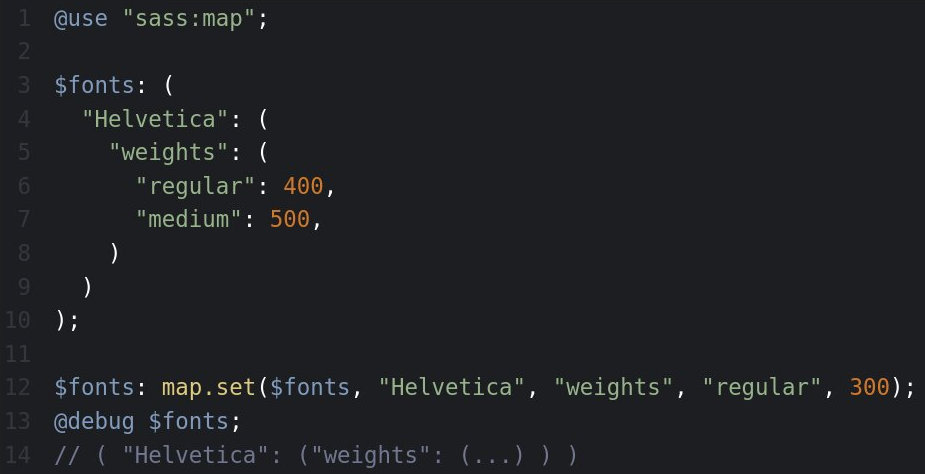 1 @use "sass:map";
2
3 $fonts: (
4   "Helvetica": (
5     "weights": (
6       "regular": 400,
7       "medium": 500,
8     )
9   )
10 );
11
12 $fonts: map.set($fonts, "Helvetica", "weights", "regular", 300);
13 @debug $fonts;
14 // ( "Helvetica": ("weights": (...) ) )